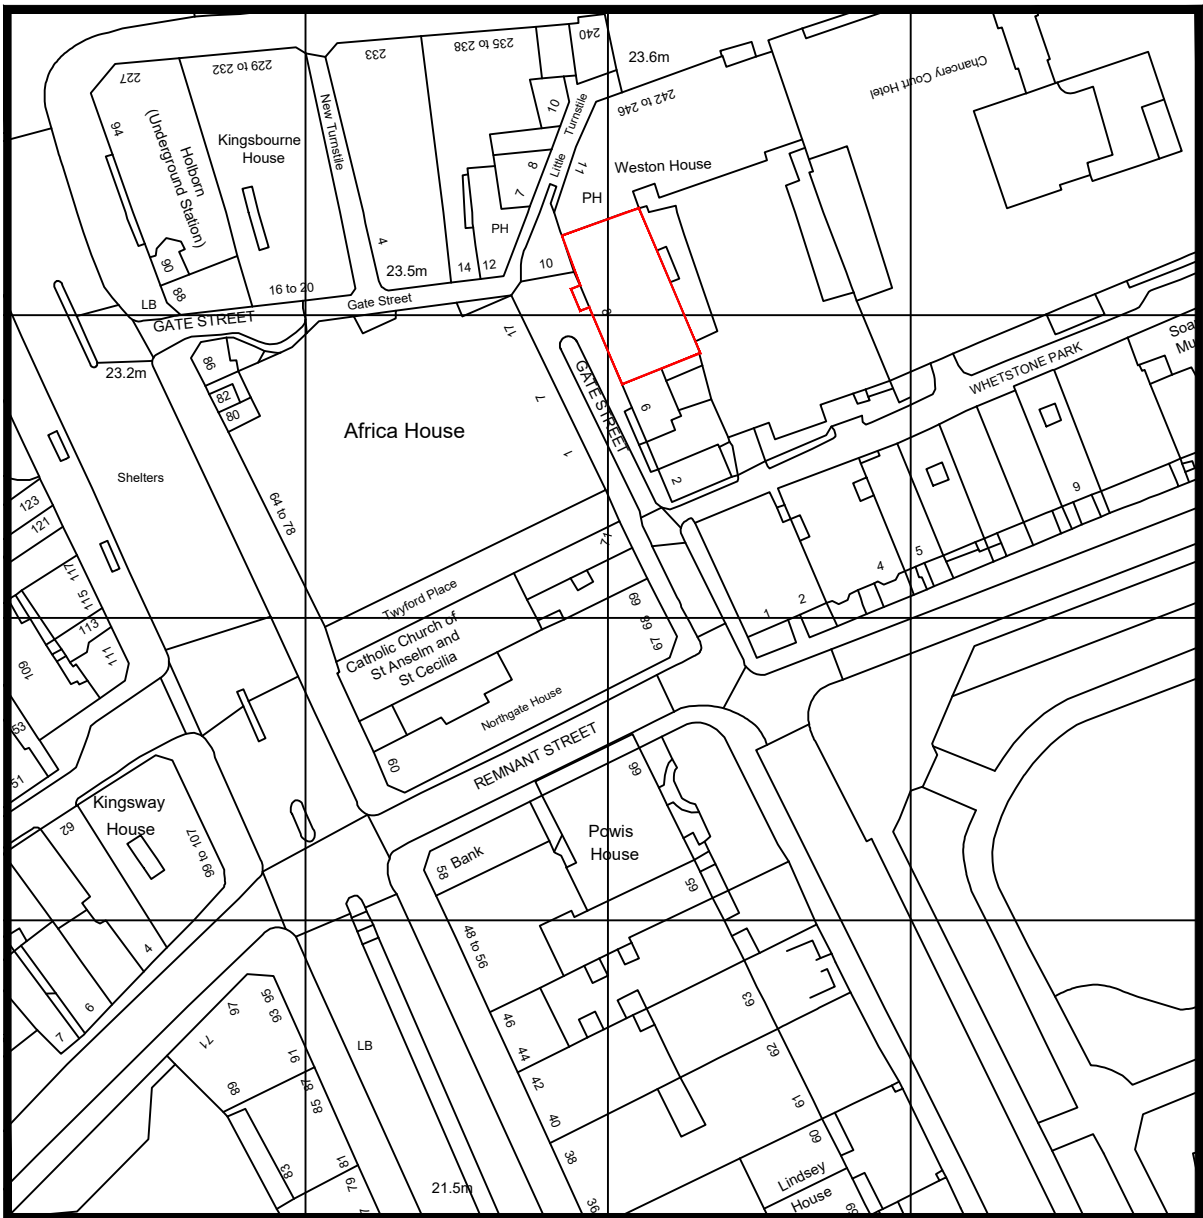 240
233
235 to 238
23.6m
227
229 to 232
Chancery Court Hotel
242 to 246
10
New Turnstile
Little
Turnstile
94
Holborn
(Underground Station)
Kingsbourne
House
8
11
Weston House
7
PH
PH
4
90
88
16 to 20
23.5m
14
12
10
LB
GATE STREET
Gate Street
8
17
23.2m
86
82
80
GATE STREET
7
6
WHETSTONE PARK
Soa
Mu
Africa House
1
2
Shelters
64 to 78
123
121
117
115
113
111
109
9
4
5
1
2
Twyford Place
Catholic Church of
St Anselm and
St Cecilia
69
68
67
Northgate House
60
REMNANT STREET
53
51
Kingsway
House
62
99 to 107
66
Powis
House
58
Bank
65
48 to 56
4
6
7
95
93
97
71
91
89
87
85
83
81
79
LB
46
44
42
40
38
36
63
62
61
60
Lindsey
House
59
21.5m